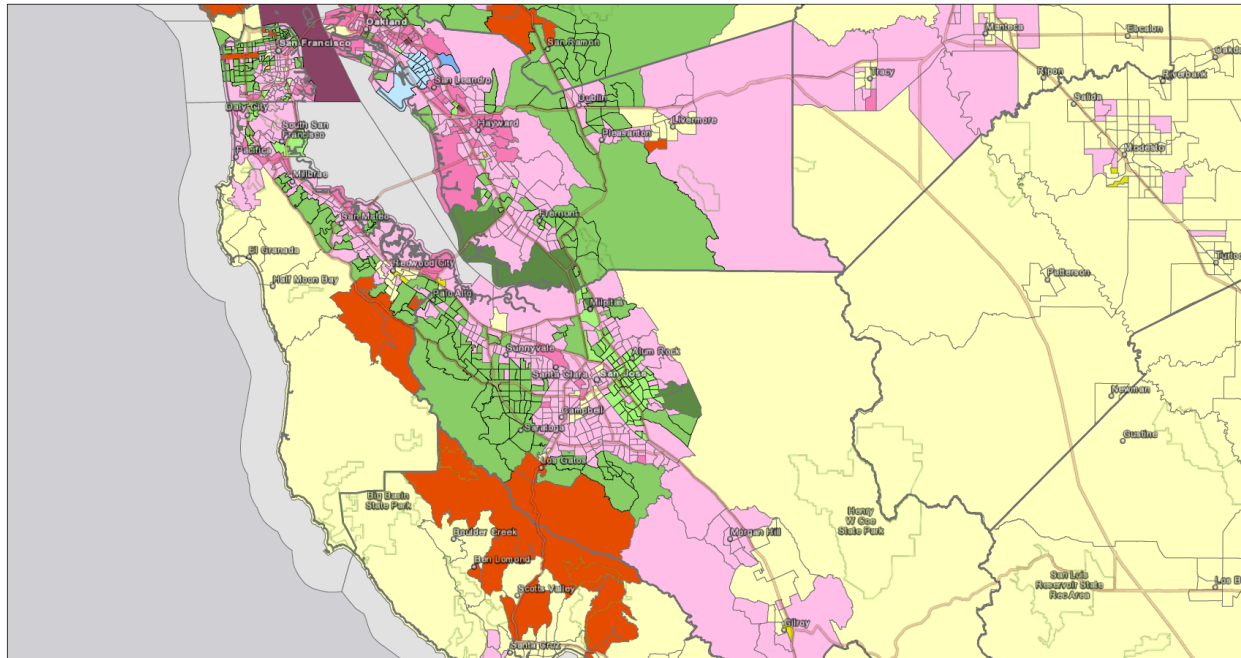 Oakland
San Francisco
San Ramon
Manteca
Escalon
San Leandro
Tracy
Ripon
Riverbank
Daly City
Dublin
Salida
South San
Francisco
Hayward
Livermore
Pleasanton
Modesto
Pacifica
Millbrae
San Mateo
Fremont
El Granada
Redwood City
Half Moon Bay
Palo Alto
Patterson
Milpitas
Sunnyvale
Alum Rock
Santa Clara
San Jose
Newman
Campbell
Saratoga
Gustine
Los Gatos
Big Basin
State Park
Henry
W Coe
State Park
Boulder Creek
Morgan Hill
Ben Lomond
San Luis
Reservoir State
Rec Area
Los B
Scotts Valley
Gilroy
Santa Cruz